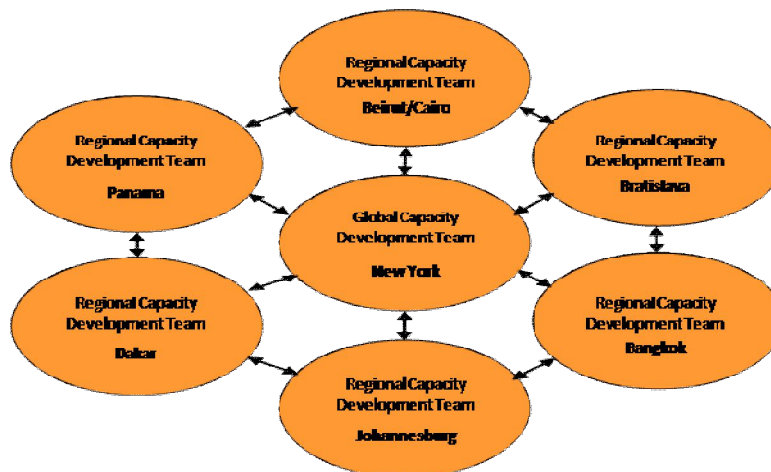 Regional Capacity
Development Team
Beirut/Cairo
Regional Capacity
Development Team
Panama
Regional Capacity
Development Team
Bratislava
Global Capacity
Development Team
New York
Regional Capacity
Development Team
Dakar
Regional Capacity
Development Team
Bangkok
Regional Capacity
Development Team
Johannesburg